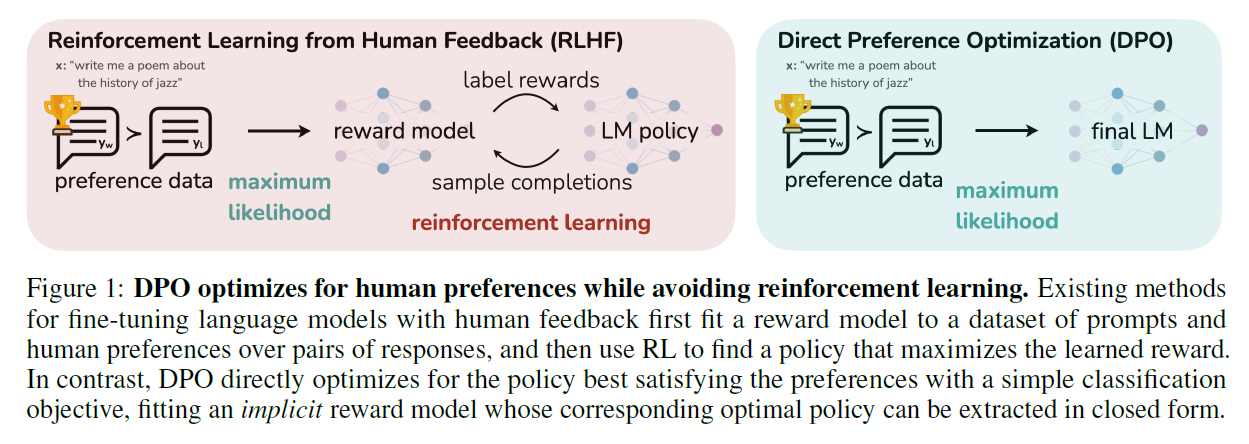 Reinforcement Learning from Human Feedback (RLHF)
x: “write me a poem about
the history of jazz”
label rewards
yw > yl
reward model
LM policy
preference data
maximum
likelihood
sample completions
reinforcement learning
Direct Preference Optimization (DPO)
x: “write me a poem about
the history of jazz”
yw > yl
final LM
preference data
maximum
likelihood
Figure 1: DPO optimizes for human preferences while avoiding reinforcement learning. Existing methods
for fine-tuning language models with human feedback first fit a reward model to a dataset of prompts and
human preferences over pairs of responses, and then use RL to find a policy that maximizes the learned reward.
In contrast, DPO directly optimizes for the policy best satisfying the preferences with a simple classification
objective, fitting an implicit reward model whose corresponding optimal policy can be extracted in closed form.